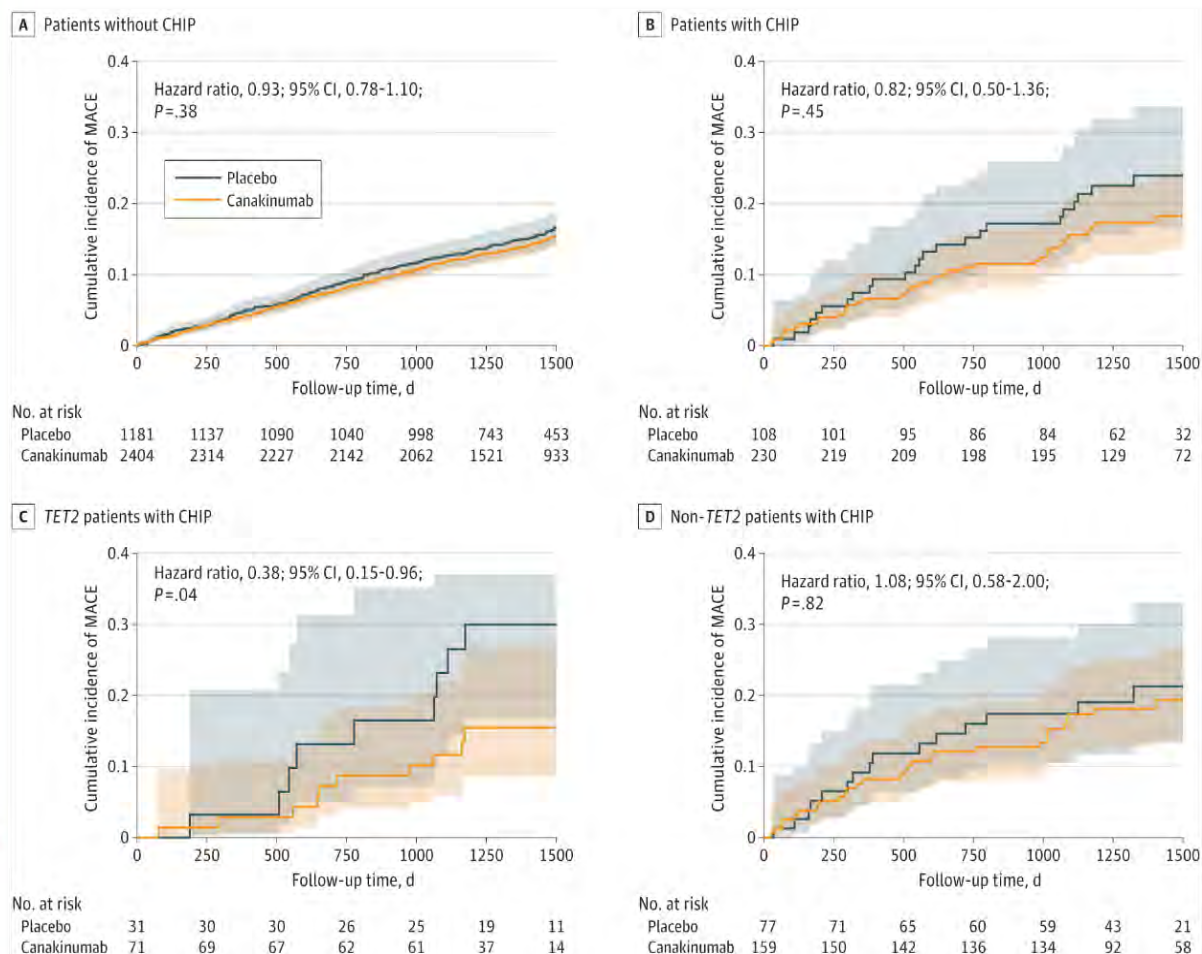 A Patients without CHIP
0.4
Hazard ratio, 0.93; 95% CI, 0.78-1.10;
P=.38
0.3
Placebo
Canakinumab
0.2
0.1
0
Cumulative incidence of MACE
0 250 500 750 1000 1250 1500
Follow-up time, d
No. at risk
Placebo 1181 1137 1090 1040 998 743 453
Canakinumab 2404 2314 2227 2142 2062 1521 933
B Patients with CHIP
0.4
Hazard ratio, 0.82; 95% CI, 0.50-1.36;
P=.45
0.3
0.2
0.1
0
Cumulative incidence of MACE
0 250 500 750 1000 1250 1500
Follow-up time, d
No. at risk
Placebo 108 101 95 86 84 62 32
Canakinumab 230 219 209 198 195 129 72
C TET2 patients with CHIP
0.4
Hazard ratio, 0.38; 95% CI, 0.15-0.96;
P=.04
0.3
0.2
0.1
0
Cumulative incidence of MACE
0 250 500 750 1000 1250 1500
Follow-up time, d
No. at risk
Placebo 31 30 30 26 25 19 11
Canakinumab 71 69 67 62 61 37 14
D Non-TET2 patients with CHIP
0.4
Hazard ratio, 1.08; 95% CI, 0.58-2.00;
P=.82
0.3
0.2
0.1
0
Cumulative incidence of MACE
0 250 500 750 1000 1250 1500
Follow-up time, d
No. at risk
Placebo 77 71 65 60 59 43 21
Canakinumab 159 150 142 136 134 92 58